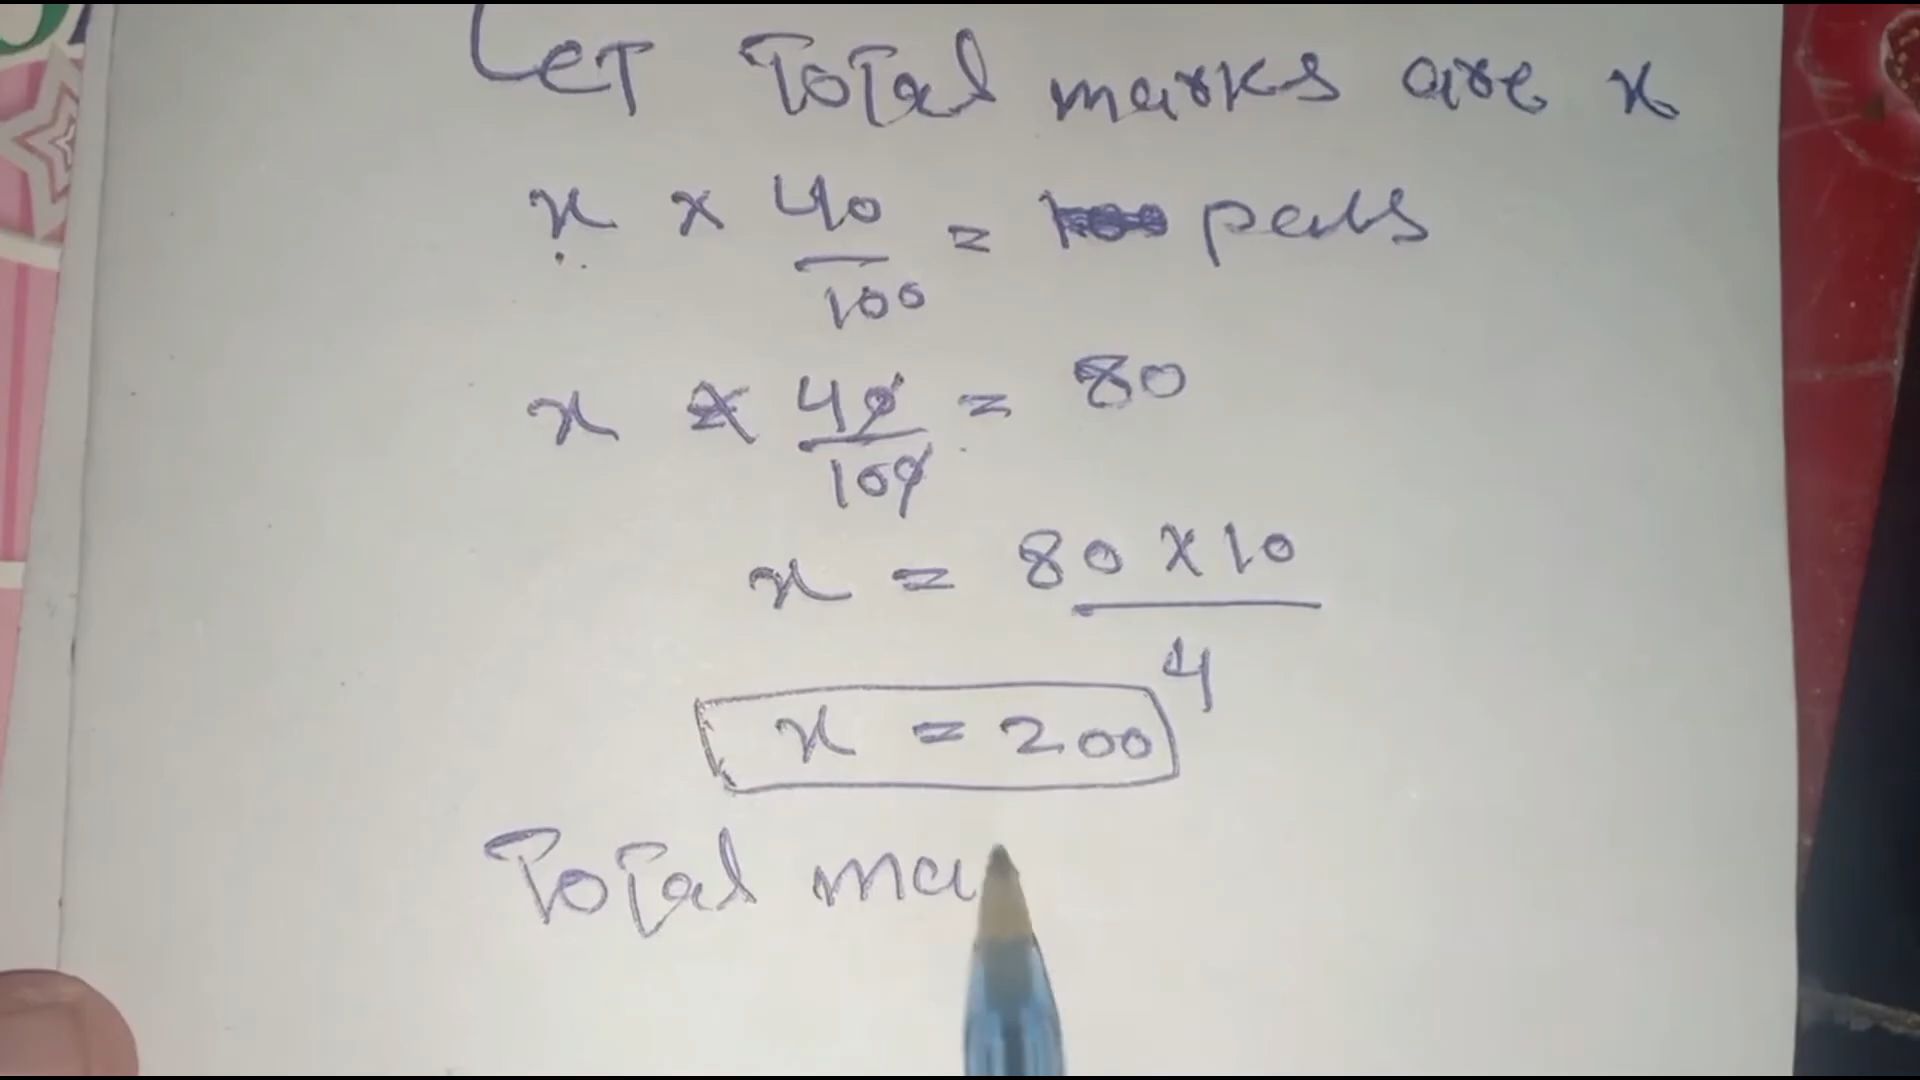 Let Total marks are x
x × 40/100 = pass
x × 40/100 = 80
x = 80 × 10/4
x = 200
Total ma